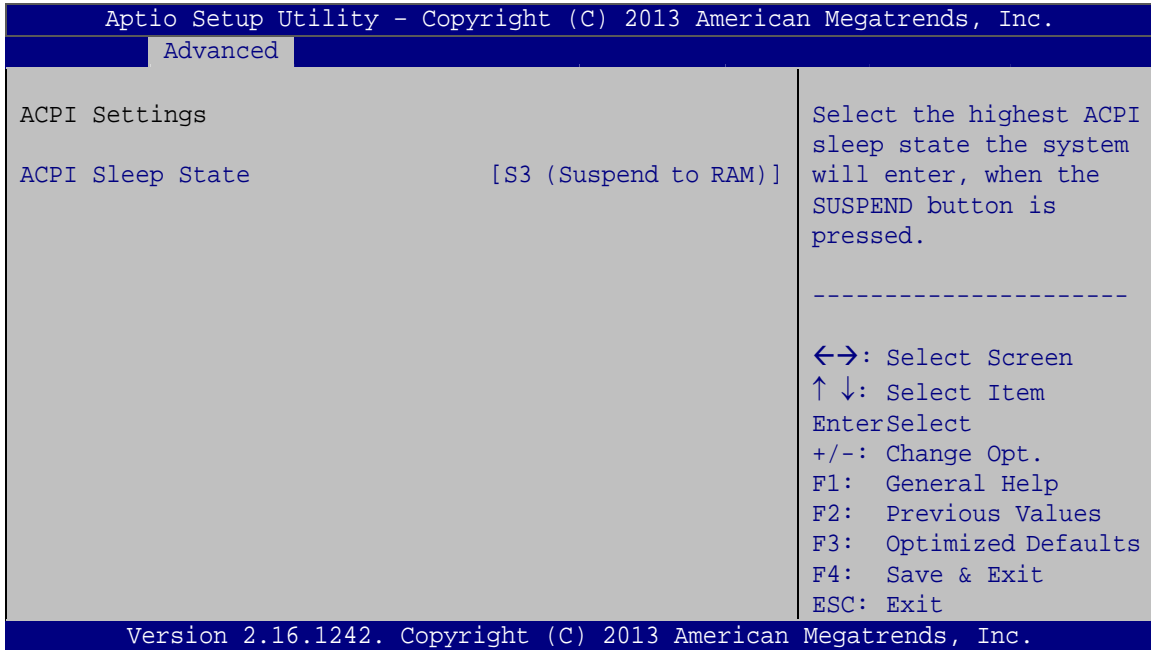 Aptio Setup Utility – Copyright (C) 2013 American Megatrends, Inc.
Advanced
ACPI Settings
ACPI Sleep State [S3 (Suspend to RAM)]
Select the highest ACPI
sleep state the system
will enter, when the
SUSPEND button is
pressed.
----------------------
←→: Select Screen
↑ ↓: Select Item
EnterSelect
+/-: Change Opt.
F1: General Help
F2: Previous Values
F3: Optimized Defaults
F4: Save & Exit
ESC: Exit
Version 2.16.1242. Copyright (C) 2013 American Megatrends, Inc.